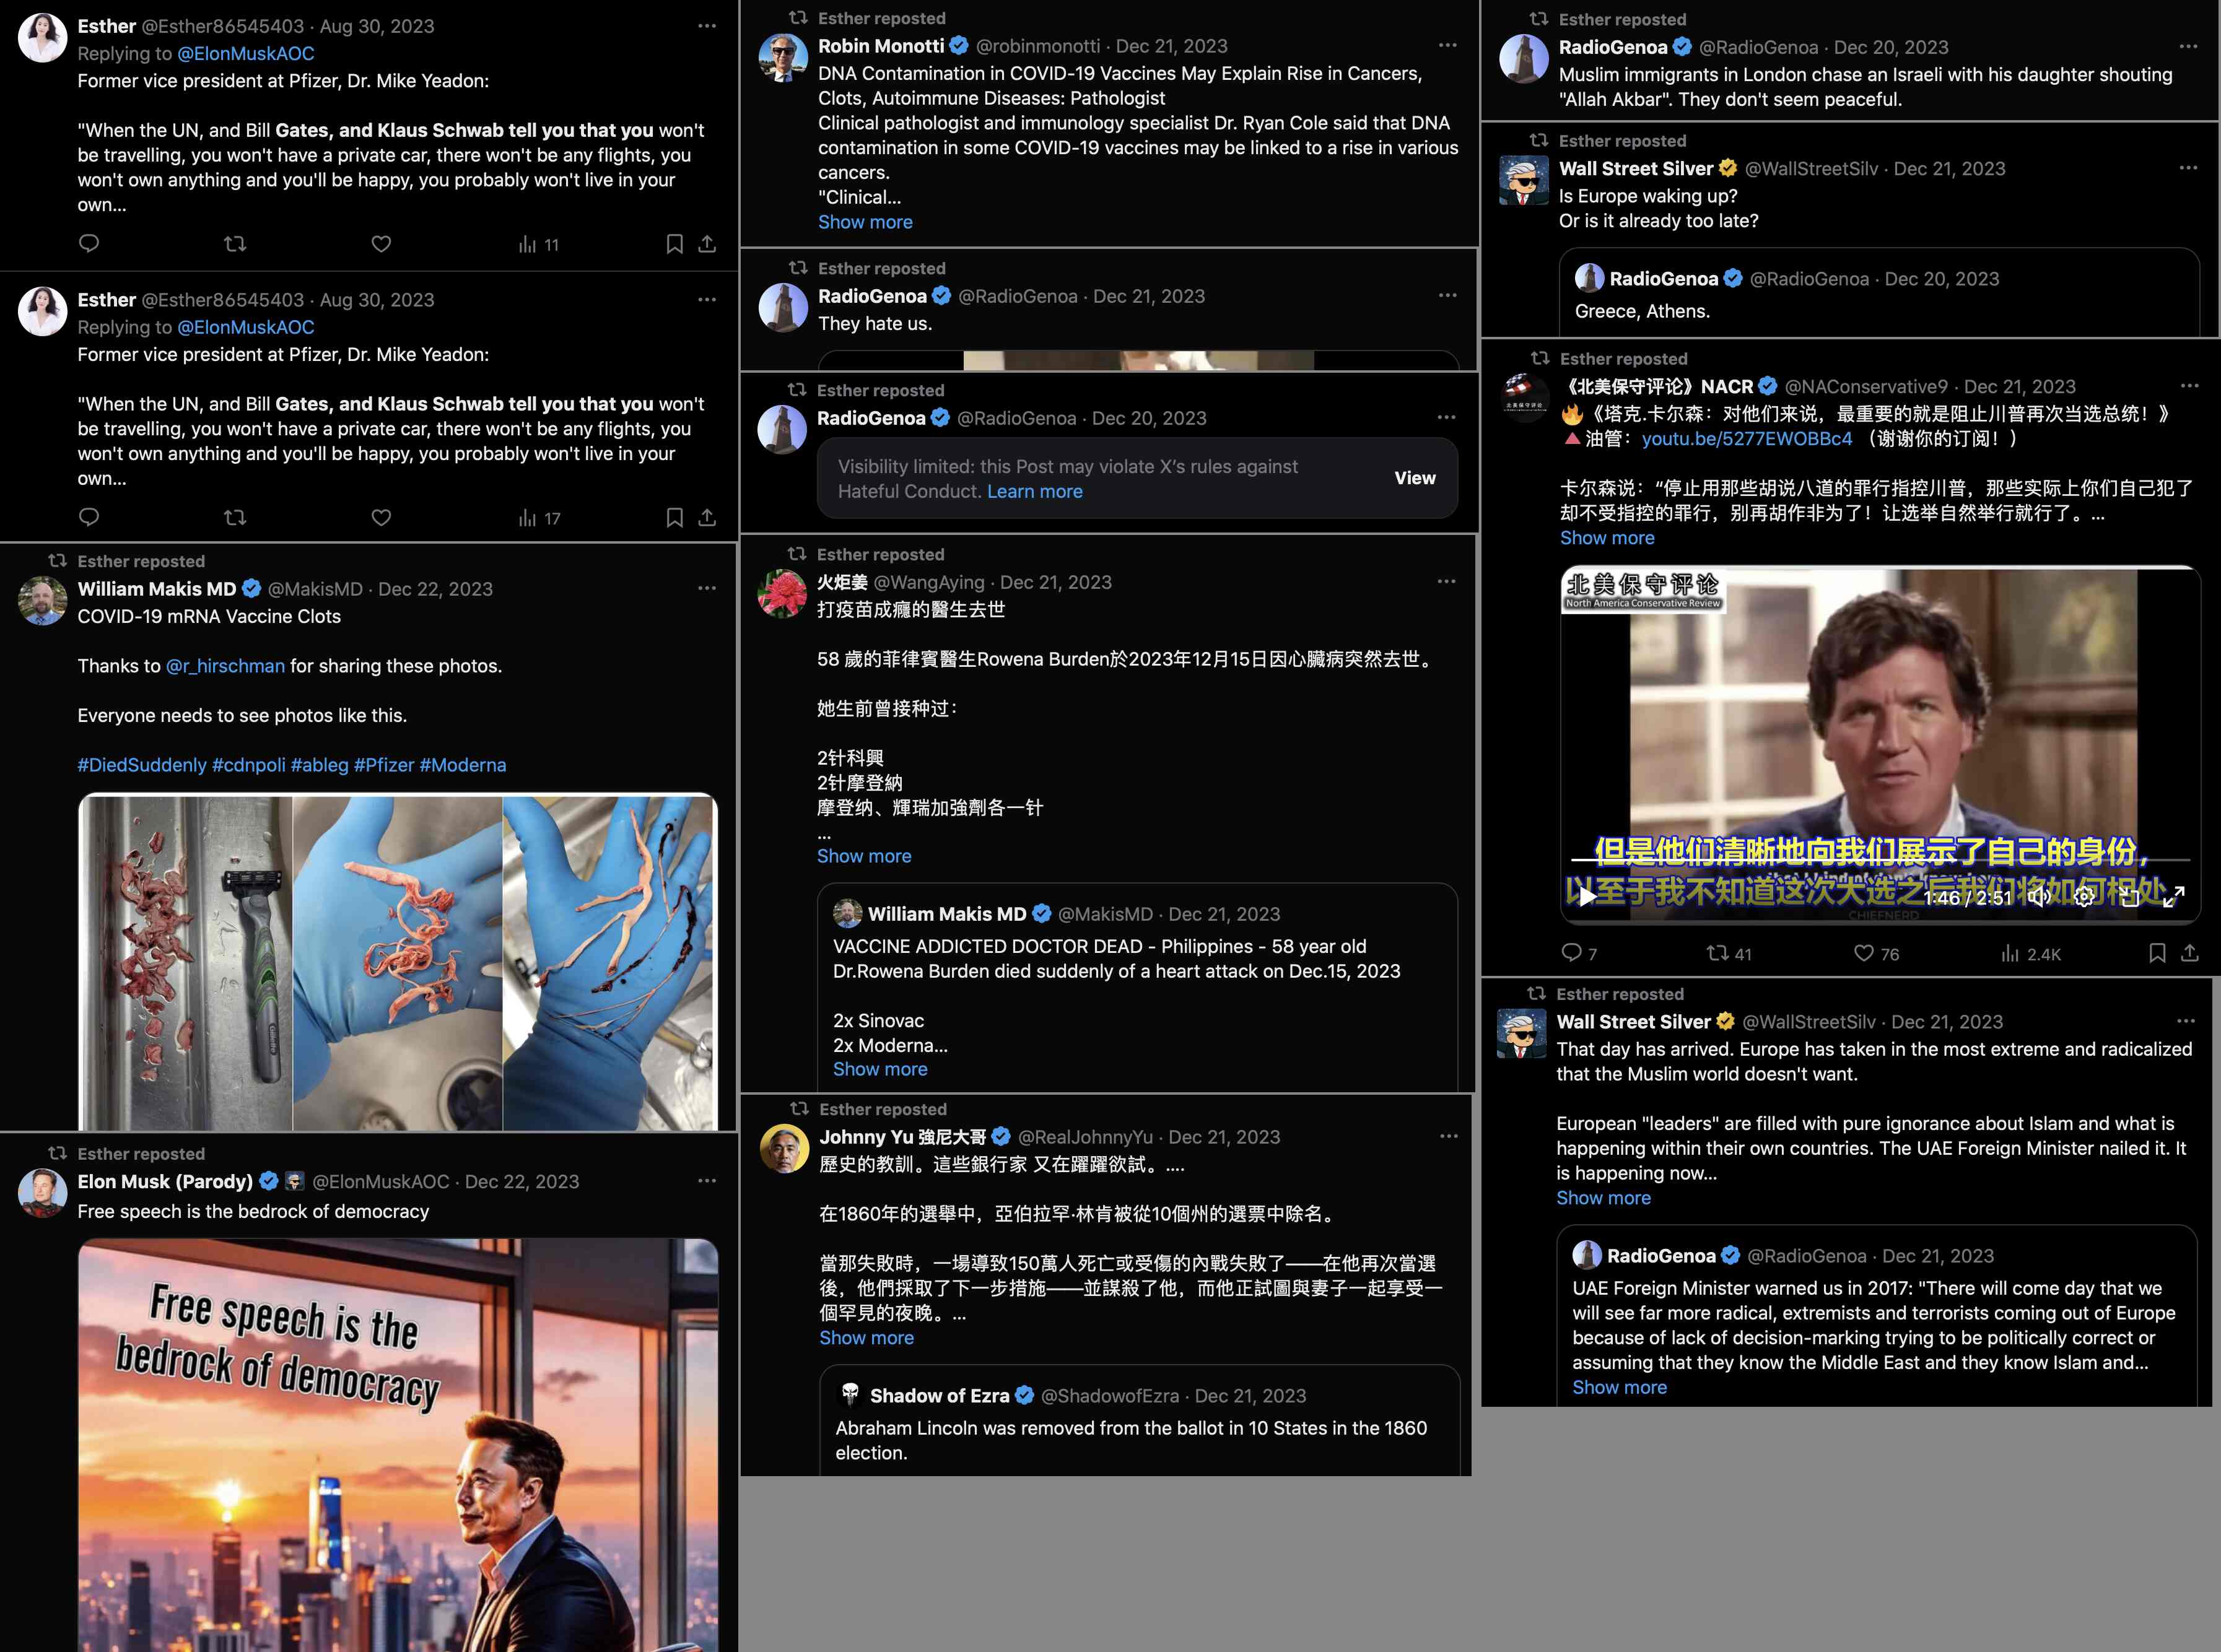 Esther @Esther86545403 · Aug 30, 2023
Replying to @ElonMuskAOC
Former vice president at Pfizer, Dr. Mike Yeadon:
"When the UN, and Bill Gates, and Klaus Schwab tell you that you won't
be travelling, you won't have a private car, there won't be any flights, you
won't own anything and you'll be happy, you probably won't live in your
own...
11
Esther @Esther86545403 · Aug 30, 2023
Replying to @ElonMuskAOC
Former vice president at Pfizer, Dr. Mike Yeadon:
"When the UN, and Bill Gates, and Klaus Schwab tell you that you won't
be travelling, you won't have a private car, there won't be any flights, you
won't own anything and you'll be happy, you probably won't live in your
own...
17
Esther reposted
William Makis MD @MakisMD · Dec 22, 2023
COVID-19 mRNA Vaccine Clots
Thanks to @r_hirschman for sharing these photos.
Everyone needs to see photos like this.
#DiedSuddenly #cdnpoli #ableg #Pfizer #Moderna
Gillette
Esther reposted
Elon Musk (Parody) @ElonMuskAOC · Dec 22, 2023
Free speech is the bedrock of democracy
Free speech is the
bedrock of democracy
Esther reposted
Robin Monotti @robinmonotti · Dec 21, 2023
DNA Contamination in COVID-19 Vaccines May Explain Rise in Cancers,
Clots, Autoimmune Diseases: Pathologist
Clinical pathologist and immunology specialist Dr. Ryan Cole said that DNA
contamination in some COVID-19 vaccines may be linked to a rise in various
cancers.
"Clinical...
Show more
Esther reposted
RadioGenoa @RadioGenoa · Dec 21, 2023
They hate us.
Esther reposted
RadioGenoa @RadioGenoa · Dec 20, 2023
Visibility limited: this Post may violate X's rules against
Hateful Conduct. Learn more
View
Esther reposted
火炬姜 @WangAying · Dec 21, 2023
打疫苗成癮的醫生去世
58 歲的菲律賓醫生Rowena Burden於2023年12月15日因心臟病突然去世。
她生前曾接种过：
2针科興
2针摩登納
摩登纳、輝瑞加強劑各一针
...
Show more
William Makis MD @MakisMD · Dec 21, 2023
VACCINE ADDICTED DOCTOR DEAD - Philippines - 58 year old
Dr.Rowena Burden died suddenly of a heart attack on Dec.15, 2023
2x Sinovac
2x Moderna...
Show more
Esther reposted
Johnny Yu 強尼大哥 @RealJohnnyYu · Dec 21, 2023
歷史的教訓。這些銀行家 又在躍躍欲試。....
在1860年的選舉中，亞伯拉罕·林肯被從10個州的選票中除名。
當那失敗時，一場導致150萬人死亡或受傷的內戰失敗了——在他再次當選
後，他們採取了下一步措施——並謀殺了他，而他正試圖與妻子一起享受一
個罕見的夜晚。...
Show more
Shadow of Ezra @ShadowofEzra · Dec 21, 2023
Abraham Lincoln was removed from the ballot in 10 States in the 1860
election.
Esther reposted
RadioGenoa @RadioGenoa · Dec 20, 2023
Muslim immigrants in London chase an Israeli with his daughter shouting
"Allah Akbar". They don't seem peaceful.
Esther reposted
Wall Street Silver @WallStreetSilv · Dec 21, 2023
Is Europe waking up?
Or is it already too late?
RadioGenoa @RadioGenoa · Dec 20, 2023
Greece, Athens.
Esther reposted
《北美保守评论》NACR @NAConservative9 · Dec 21, 2023
《塔克.卡尔森：对他们来说，最重要的就是阻止川普再次当选总统！》
油管：youtu.be/5277EWOBBc4 （谢谢你的订阅！）
卡尔森说：“停止用那些胡说八道的罪行指控川普，那些实际上你们自己犯了
却不受指控的罪行，别再胡作非为了！让选举自然举行就行了。...
Show more
北美保守评论
North America Conservative Review
北美保守评论
但是他们清晰地向我们展示了自己的身份，
以至于我不知道这次大选之后我们将如何相处，
1:46 / 2:51
CHIEFNERD
7 41 76 2.4K
Esther reposted
Wall Street Silver @WallStreetSilv · Dec 21, 2023
That day has arrived. Europe has taken in the most extreme and radicalized
that the Muslim world doesn't want.
European "leaders" are filled with pure ignorance about Islam and what is
happening within their own countries. The UAE Foreign Minister nailed it. It
is happening now...
Show more
RadioGenoa @RadioGenoa · Dec 21, 2023
UAE Foreign Minister warned us in 2017: "There will come day that we
will see far more radical, extremists and terrorists coming out of Europe
because of lack of decision-marking trying to be politically correct or
assuming that they know the Middle East and they know Islam and...
Show more